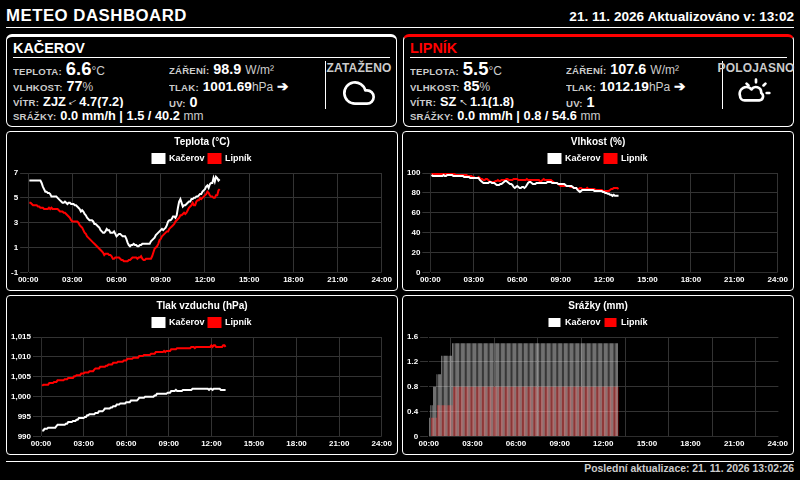 METEO DASHBOARD
21. 11. 2026 Aktualizováno v: 13:02
KAČEROV
TEPLOTA: 6.6°C
ZÁŘENÍ: 98.9 W/m²
ZATAŽENO
VLHKOST: 77%
TLAK: 1001.69hPa ➔
VÍTR: ZJZ ← 4.7(7.2)
UV: 0
SRÁŽKY: 0.0 mm/h | 1.5 / 40.2 mm
LIPNÍK
TEPLOTA: 5.5°C
ZÁŘENÍ: 107.6 W/m²
POLOJASNO
VLHKOST: 85%
TLAK: 1012.19hPa ➔
VÍTR: SZ ↖ 1.1(1.8)
UV: 1
SRÁŽKY: 0.0 mm/h | 0.8 / 54.6 mm
Teplota (°C)
Kačerov Lipník
7
5
3
1
-1
00:00 03:00 06:00 09:00 12:00 15:00 18:00 21:00 24:00
Vlhkost (%)
Kačerov Lipník
100
80
60
40
20
0
00:00 03:00 06:00 09:00 12:00 15:00 18:00 21:00 24:00
Tlak vzduchu (hPa)
Kačerov Lipník
1,015
1,010
1,005
1,000
995
990
00:00 03:00 06:00 09:00 12:00 15:00 18:00 21:00 24:00
Srážky (mm)
Kačerov Lipník
1.6
1.2
0.8
0.4
0
00:00 03:00 06:00 09:00 12:00 15:00 18:00 21:00 24:00
Poslední aktualizace: 21. 11. 2026 13:02:26